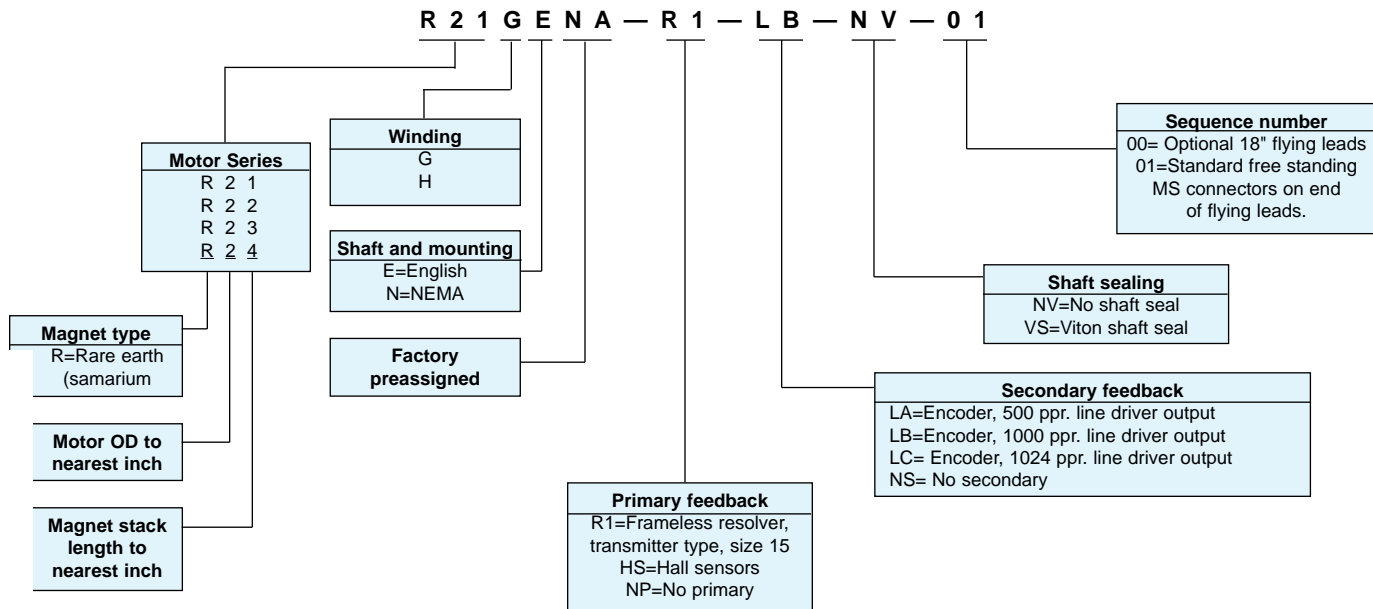 R 2 1 G E N A — R 1 — L B — N V — 0 1
Motor Series
R 2 1
R 2 2
R 2 3
R 2 4
Magnet type
R=Rare earth
(samarium
Motor OD to
nearest inch
Magnet stack
length to
nearest inch
Winding
G
H
Shaft and mounting
E=English
N=NEMA
Factory
preassigned
Primary feedback
R1=Frameless resolver,
transmitter type, size 15
HS=Hall sensors
NP=No primary
Secondary feedback
LA=Encoder, 500 ppr. line driver output
LB=Encoder, 1000 ppr. line driver output
LC= Encoder, 1024 ppr. line driver output
NS= No secondary
Shaft sealing
NV=No shaft seal
VS=Viton shaft seal
Sequence number
00= Optional 18" flying leads
01=Standard free standing
MS connectors on end
of flying leads.